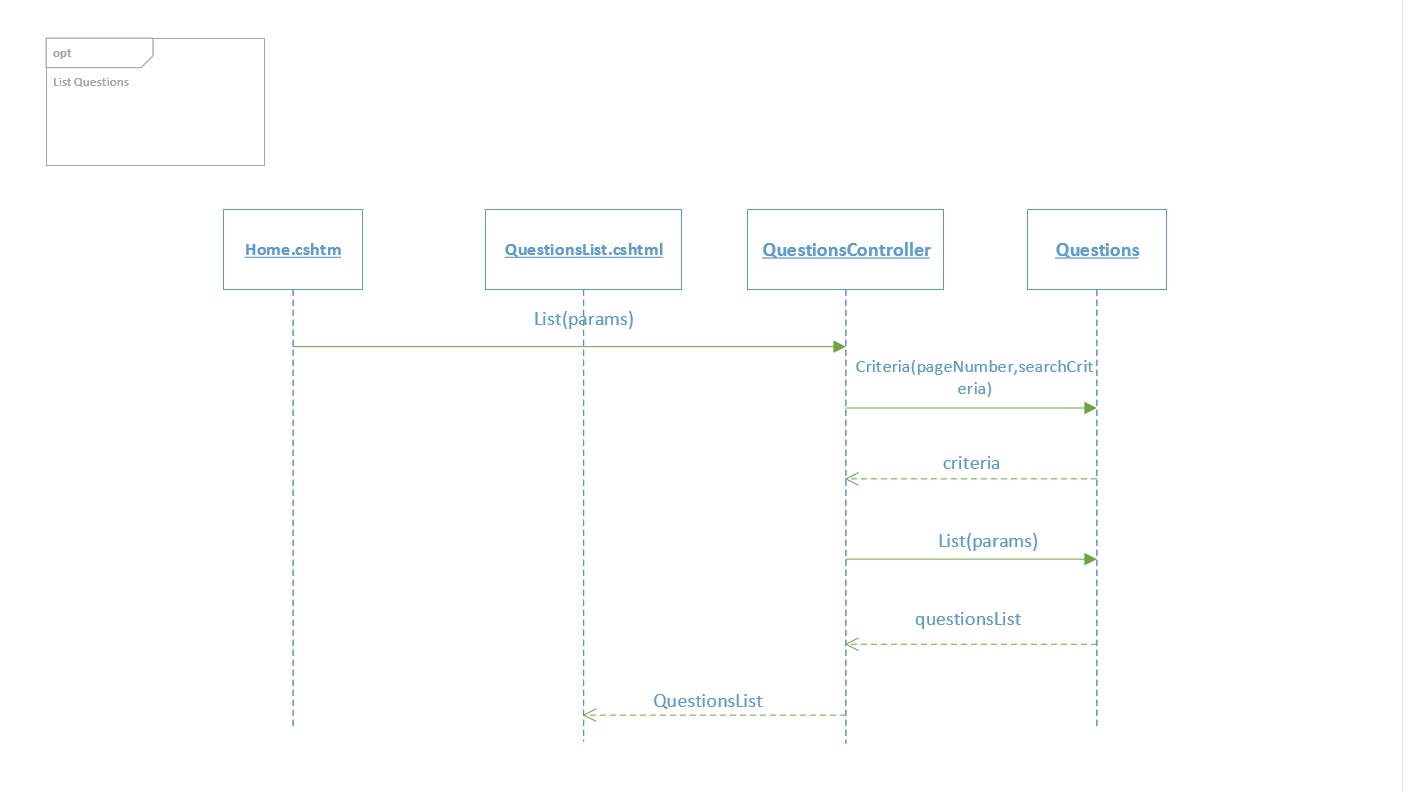 opt
List Questions
Home.cshtm
QuestionsList.cshtml
QuestionsController
Questions
List(params)
Criteria(pageNumber,searchCrit
eria)
criteria
List(params)
questionsList
QuestionsList